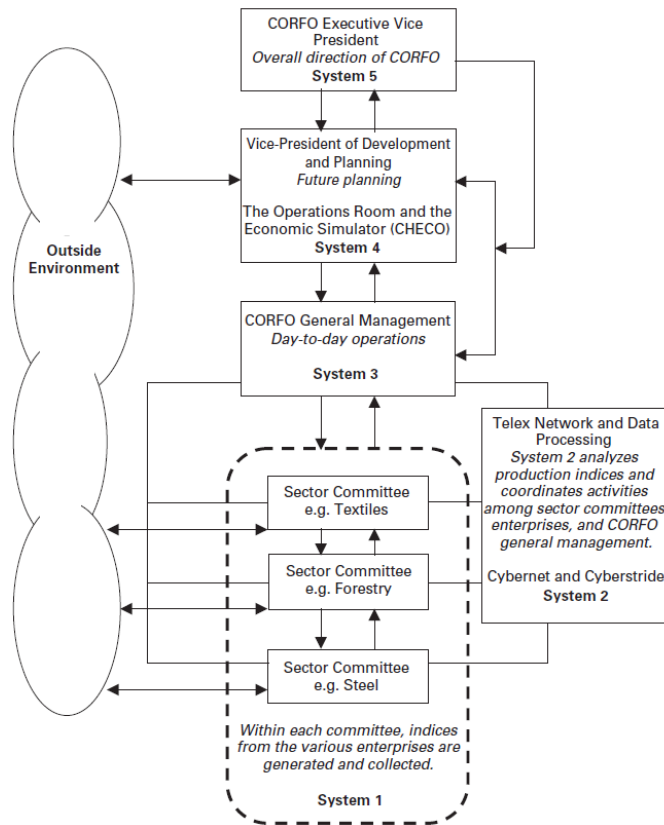 CORFO Executive Vice
President
Overall direction of CORFO
System 5
Vice-President of Development
and Planning
Future planning
The Operations Room and the
Economic Simulator (CHECO)
System 4
Outside
Environment
CORFO General Management
Day-to-day operations
System 3
Telex Network and Data
Processing
System 2 analyzes
production indices and
coordinates activities
among sector committees
enterprises, and CORFO
general management.
Cybernet and Cyberstride
System 2
Sector Committee
e.g. Textiles
Sector Committee
e.g. Forestry
Sector Committee
e.g. Steel
Within each committee, indices
from the various enterprises are
generated and collected.
System 1